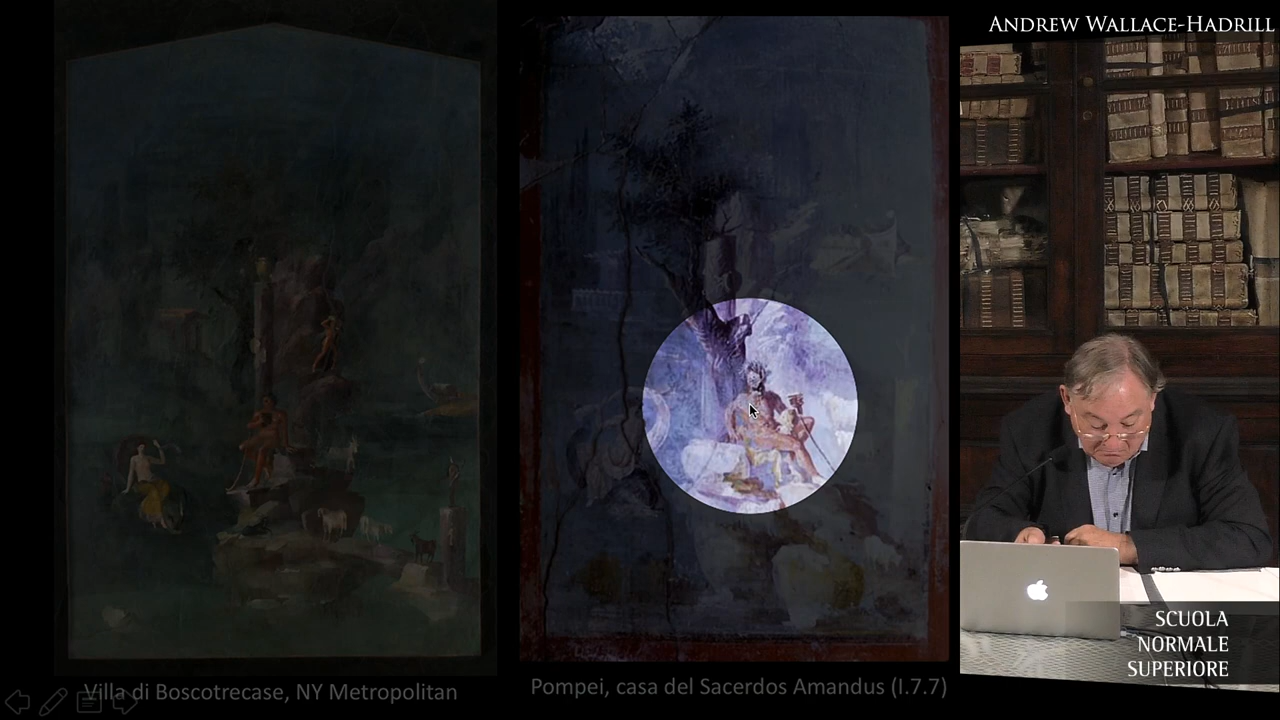 ANDREW WALLACE-HADRILL
Villa di Boscotrecase, NY Metropolitan
Pompei, casa del Sacerdos Amandus (I.7.7)
SCUOLA
NORMALE
SUPERIORE